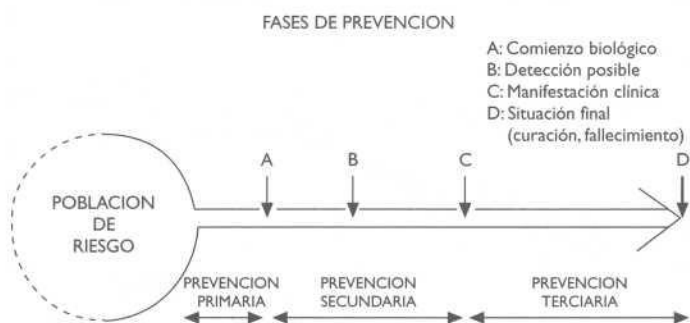 FASES DE PREVENCION
A: Comienzo biológico
B: Detección posible
C: Manifestación clínica
D: Situación final
(curación, fallecimiento)
A
B
C
D
POBLACION
DE
RIESGO
PREVENCION
PRIMARIA
PREVENCION
SECUNDARIA
PREVENCION
TERCIARIA